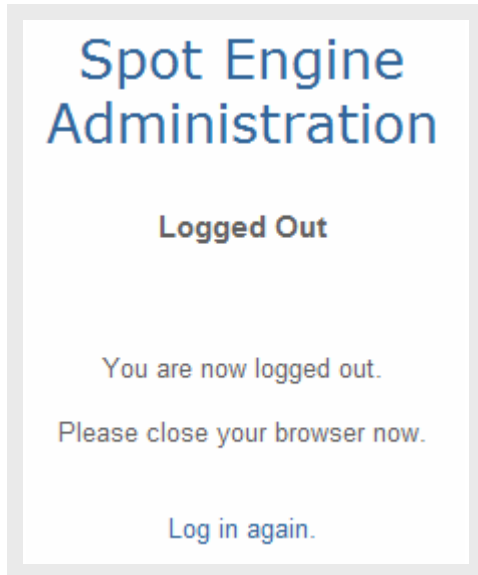 Spot Engine
Administration
Logged Out
You are now logged out.
Please close your browser now.
Log in again.